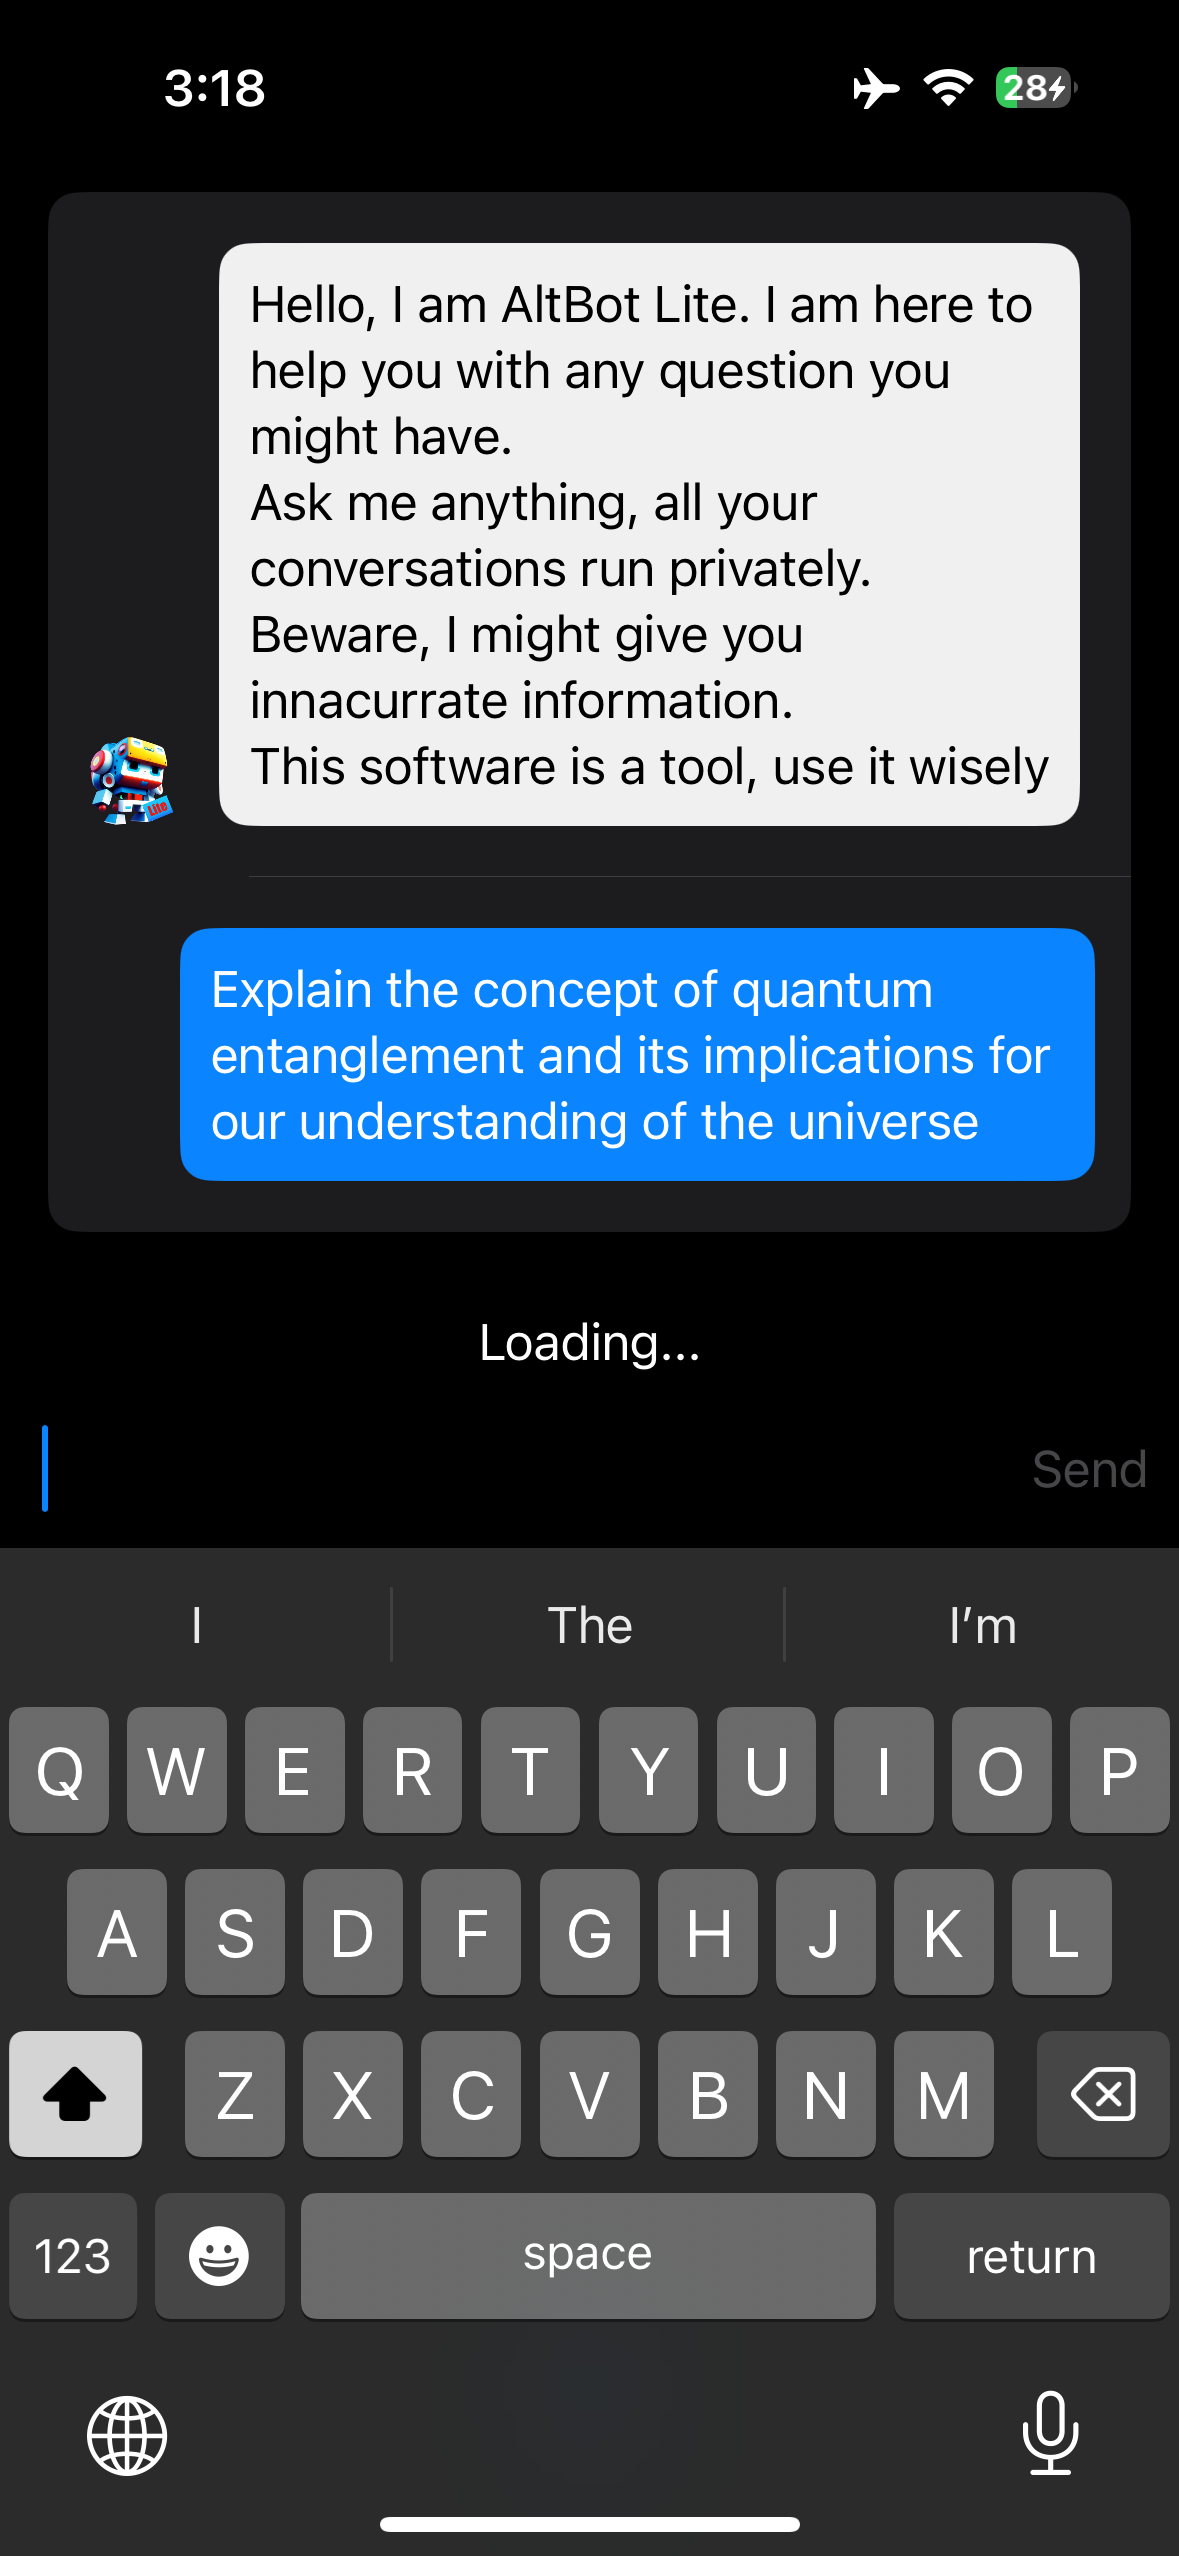 3:18
28
Hello, I am AltBot Lite. I am here to
help you with any question you
might have.
Ask me anything, all your
conversations run privately.
Beware, I might give you
innacurrate information.
This software is a tool, use it wisely
Lite
Explain the concept of quantum
entanglement and its implications for
our understanding of the universe
Loading...
Send
I The I’m
Q W E R T Y U I O P
A S D F G H J K L
Z X C V B N M
123 space return